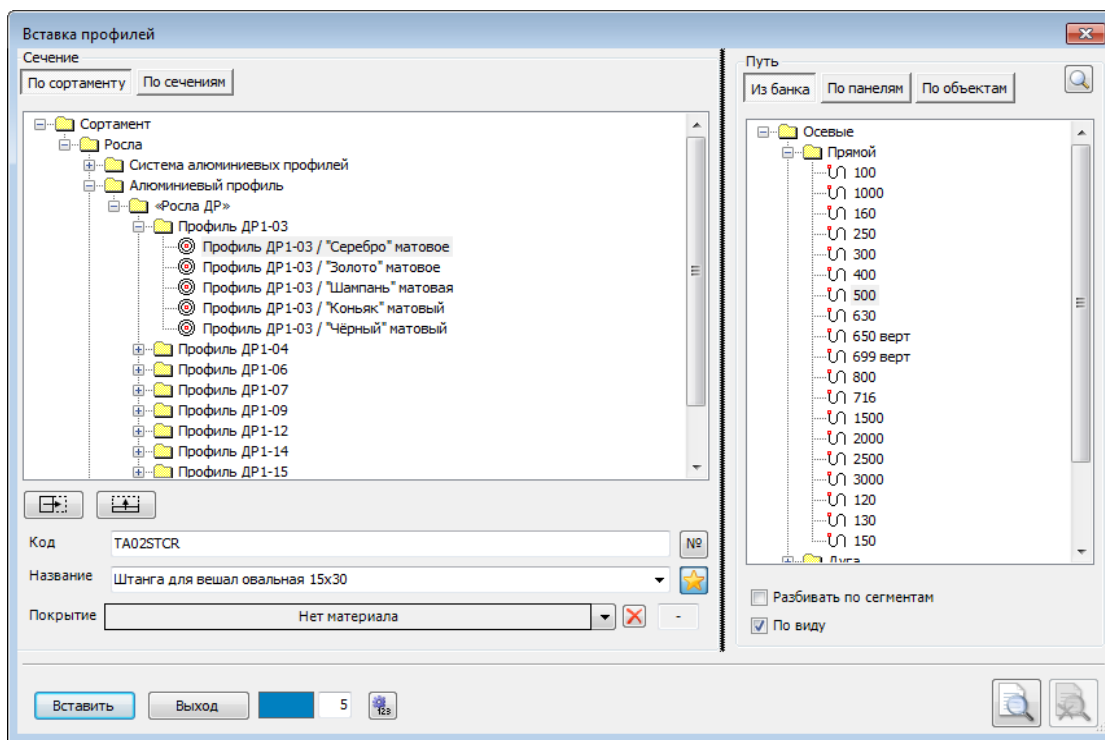 Вставка профилей
Сечение
По сортаменту
По сечениям
Сортамент
Росла
Система алюминиевых профилей
Алюминиевый профиль
«Росла ДР»
Профиль ДР1-03
Профиль ДР1-03 / "Серебро" матовое
Профиль ДР1-03 / "Золото" матовое
Профиль ДР1-03 / "Шампань" матовая
Профиль ДР1-03 / "Коньяк" матовый
Профиль ДР1-03 / "Чёрный" матовый
Профиль ДР1-04
Профиль ДР1-06
Профиль ДР1-07
Профиль ДР1-09
Профиль ДР1-12
Профиль ДР1-14
Профиль ДР1-15
Код
TA02STCR
№
Название
Штанга для вешал овальная 15x30
Покрытие
Нет материала
-
Путь
Из банка
По панелям
По объектам
Осевые
Прямой
100
1000
160
250
300
400
500
630
650 верт
699 верт
800
716
1500
2000
2500
3000
120
130
150
Дуга
Разбивать по сегментам
По виду
Вставить
Выход
5
123